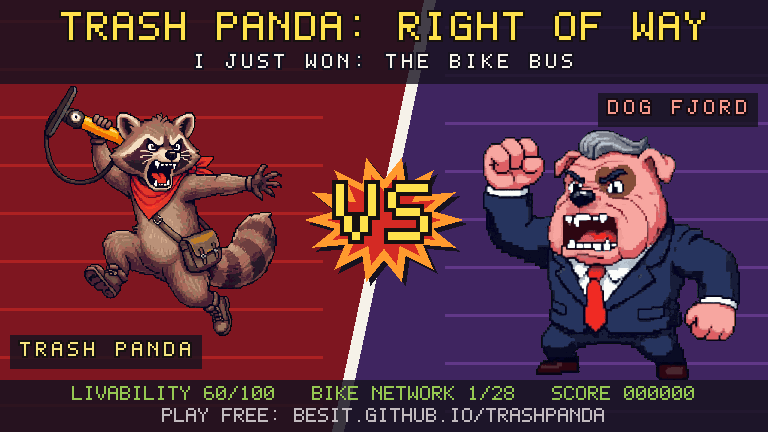 TRASH PANDA: RIGHT OF WAY
I JUST WON: THE BIKE BUS
DOG FJORD
VS
TRASH PANDA
LIVABILITY 60/100 BIKE NETWORK 1/28 SCORE 000000
PLAY FREE: BESIT.GITHUB.IO/TRASHPANDA